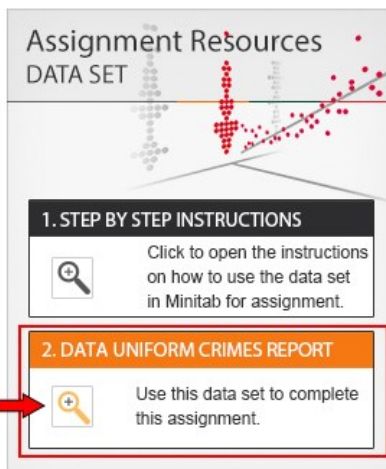 Assignment Resources
DATA SET
1. STEP BY STEP INSTRUCTIONS
Click to open the instructions
on how to use the data set
in Minitab for assignment.
2. DATA UNIFORM CRIMES REPORT
Use this data set to complete
this assignment.